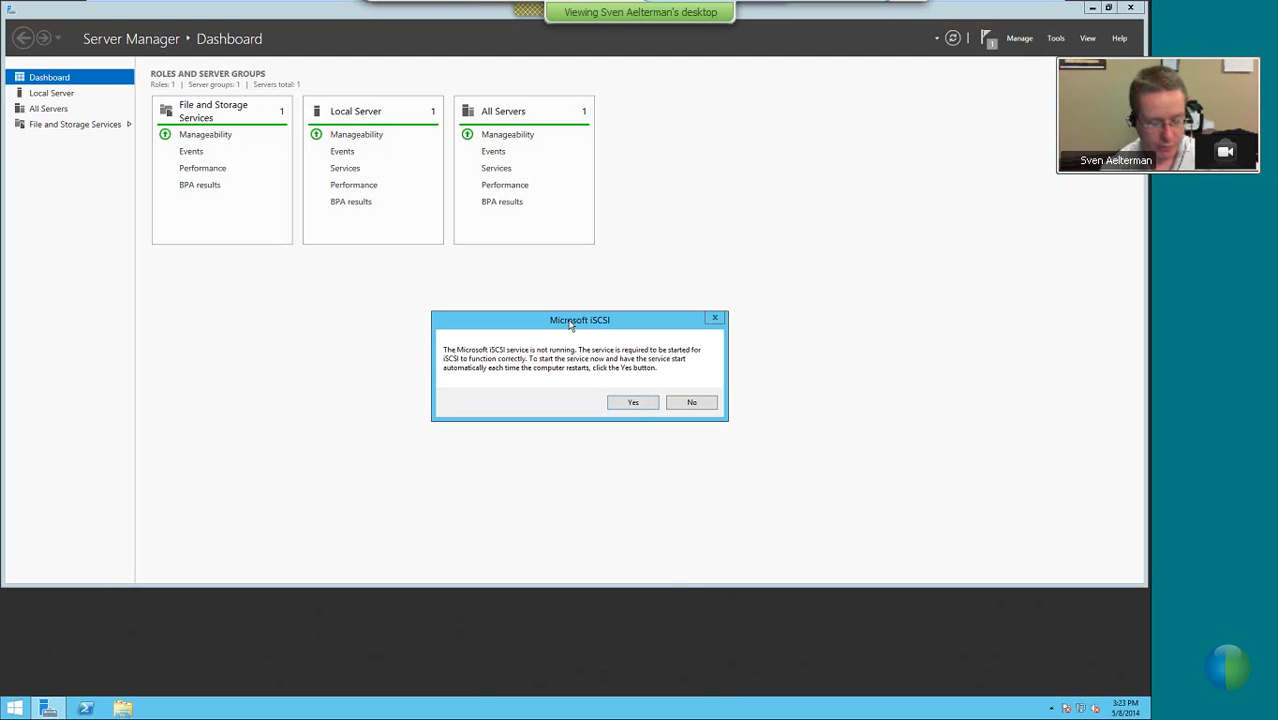 Viewing Sven Aelterman's desktop
Server Manager ‣ Dashboard
1
Manage
Tools
View
Help
Dashboard
Local Server
All Servers
File and Storage Services
ROLES AND SERVER GROUPS
Roles: 1 | Server groups: 1 | Servers total: 1
File and Storage
Services
1
Manageability
Events
Performance
BPA results
Local Server
1
Manageability
Events
Services
Performance
BPA results
All Servers
1
Manageability
Events
Services
Performance
BPA results
Sven Aelterman
Microsoft iSCSI
x
The Microsoft iSCSI service is not running. The service is required to be started for
iSCSI to function correctly. To start the service now and have the service start
automatically each time the computer restarts, click the Yes button.
Yes
No
3:23 PM
5/8/2014